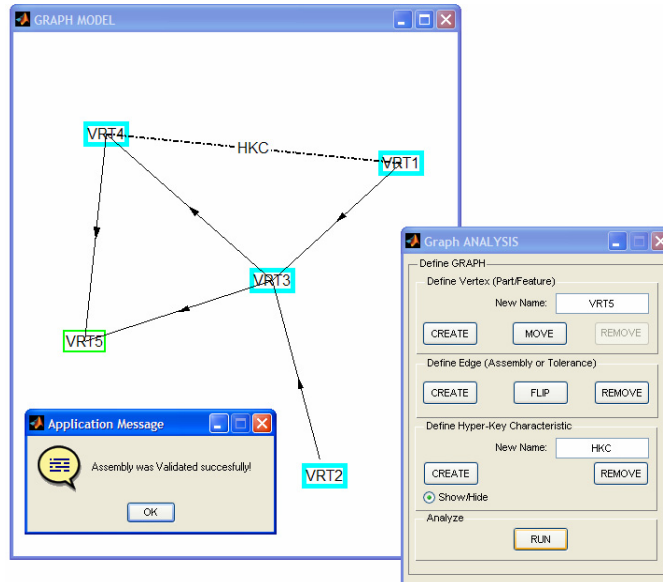 GRAPH MODEL
VRT4
HKC
VRT1
VRT3
VRT5
VRT2
Application Message
Assembly was Validated succesfully!
OK
Graph ANALYSIS
Define GRAPH
Define Vertex (Part/Feature)
New Name: VRT5
CREATE MOVE REMOVE
Define Edge (Assembly or Tolerance)
CREATE FLIP REMOVE
Define Hyper-Key Characteristic
New Name: HKC
CREATE REMOVE
Show/Hide
Analyze
RUN